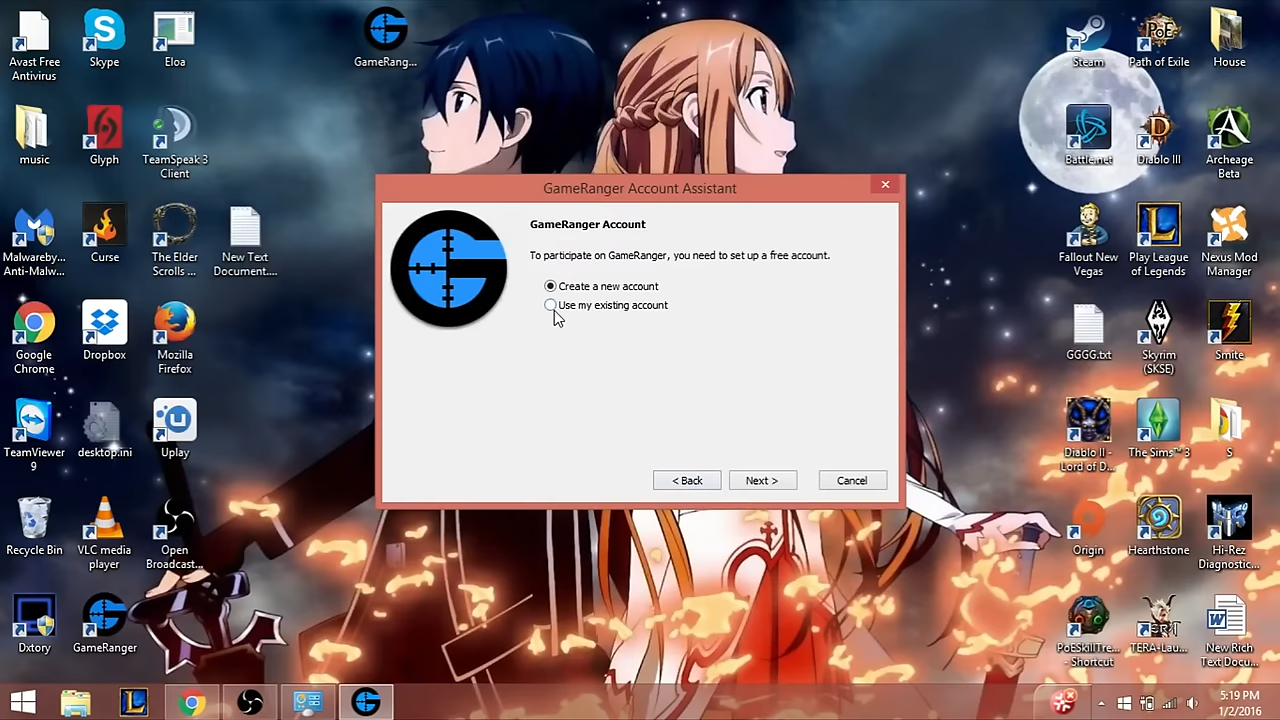 Avast Free
Antivirus
Skype
Eloa
GameRang...
Steam
Path of Exile
House
music
Glyph
TeamSpeak 3
Client
Battle.net
Diablo III
Archeage
Beta
Malwareby...
Anti-Malw...
Curse
The Elder
Scrolls ...
New Text
Document....
Fallout New
Vegas
Play League
of Legends
Nexus Mod
Manager
Google
Chrome
Dropbox
Mozilla
Firefox
GGGG.txt
Skyrim
(SKSE)
Smite
TeamViewer
9
desktop.ini
Uplay
Diablo II -
Lord of D...
The Sims™ 3
S
Recycle Bin
VLC media
player
Open
Broadcast...
Origin
Hearthstone
Hi-Rez
Diagnostic...
Dxtory
GameRanger
PoESkillTre...
- Shortcut
TERA-Lau...
New Rich
Text Docu...
GameRanger Account Assistant
GameRanger Account
To participate on GameRanger, you need to set up a free account.
Create a new account
Use my existing account
< Back
Next >
Cancel
5:19 PM
1/2/2016